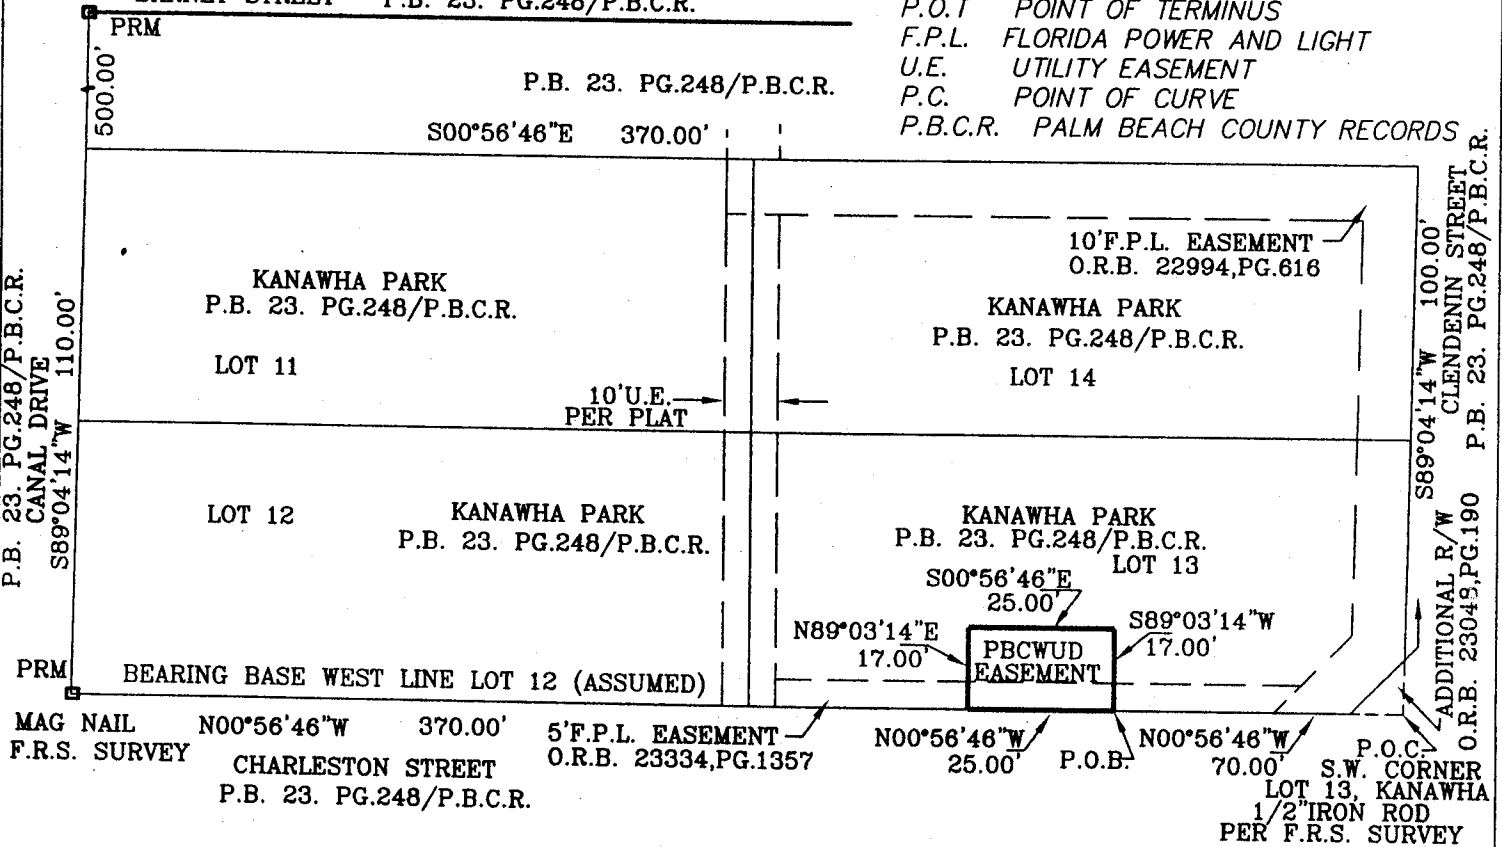 BARNEY STREET P.B. 23. PG.248/P.B.C.R.
PRM
500.00'
P.B. 23. PG.248/P.B.C.R.
S00°56'46"E 370.00'
P.O.T POINT OF TERMINUS
F.P.L. FLORIDA POWER AND LIGHT
U.E. UTILITY EASEMENT
P.C. POINT OF CURVE
P.B.C.R. PALM BEACH COUNTY RECORDS
P.B. 23. PG.248/P.B.C.R.
CANAL DRIVE
S89°04'14"W 110.00'
KANAWHA PARK
P.B. 23. PG.248/P.B.C.R.
LOT 11
10'U.E.
PER PLAT
10'F.P.L. EASEMENT
O.R.B. 22994,PG.616
KANAWHA PARK
P.B. 23. PG.248/P.B.C.R.
LOT 14
S89°04'14"W 100.00'
CLENDENIN STREET
P.B. 23. PG.248/P.B.C.R.
LOT 12
KANAWHA PARK
P.B. 23. PG.248/P.B.C.R.
KANAWHA PARK
P.B. 23. PG.248/P.B.C.R.
LOT 13
S00°56'46"E
25.00'
N89°03'14"E
17.00'
PBCWUD
EASEMENT
S89°03'14"W
17.00'
ADDITIONAL R/W
O.R.B. 23048,PG.190
PRM
BEARING BASE WEST LINE LOT 12 (ASSUMED)
MAG NAIL
F.R.S. SURVEY
N00°56'46"W 370.00'
CHARLESTON STREET
P.B. 23. PG.248/P.B.C.R.
5'F.P.L. EASEMENT
O.R.B. 23334,PG.1357
N00°56'46"W
25.00'
P.O.B.
N00°56'46"W
70.00'
P.O.C.
S.W. CORNER
LOT 13, KANAWHA
1/2"IRON ROD
PER F.R.S. SURVEY